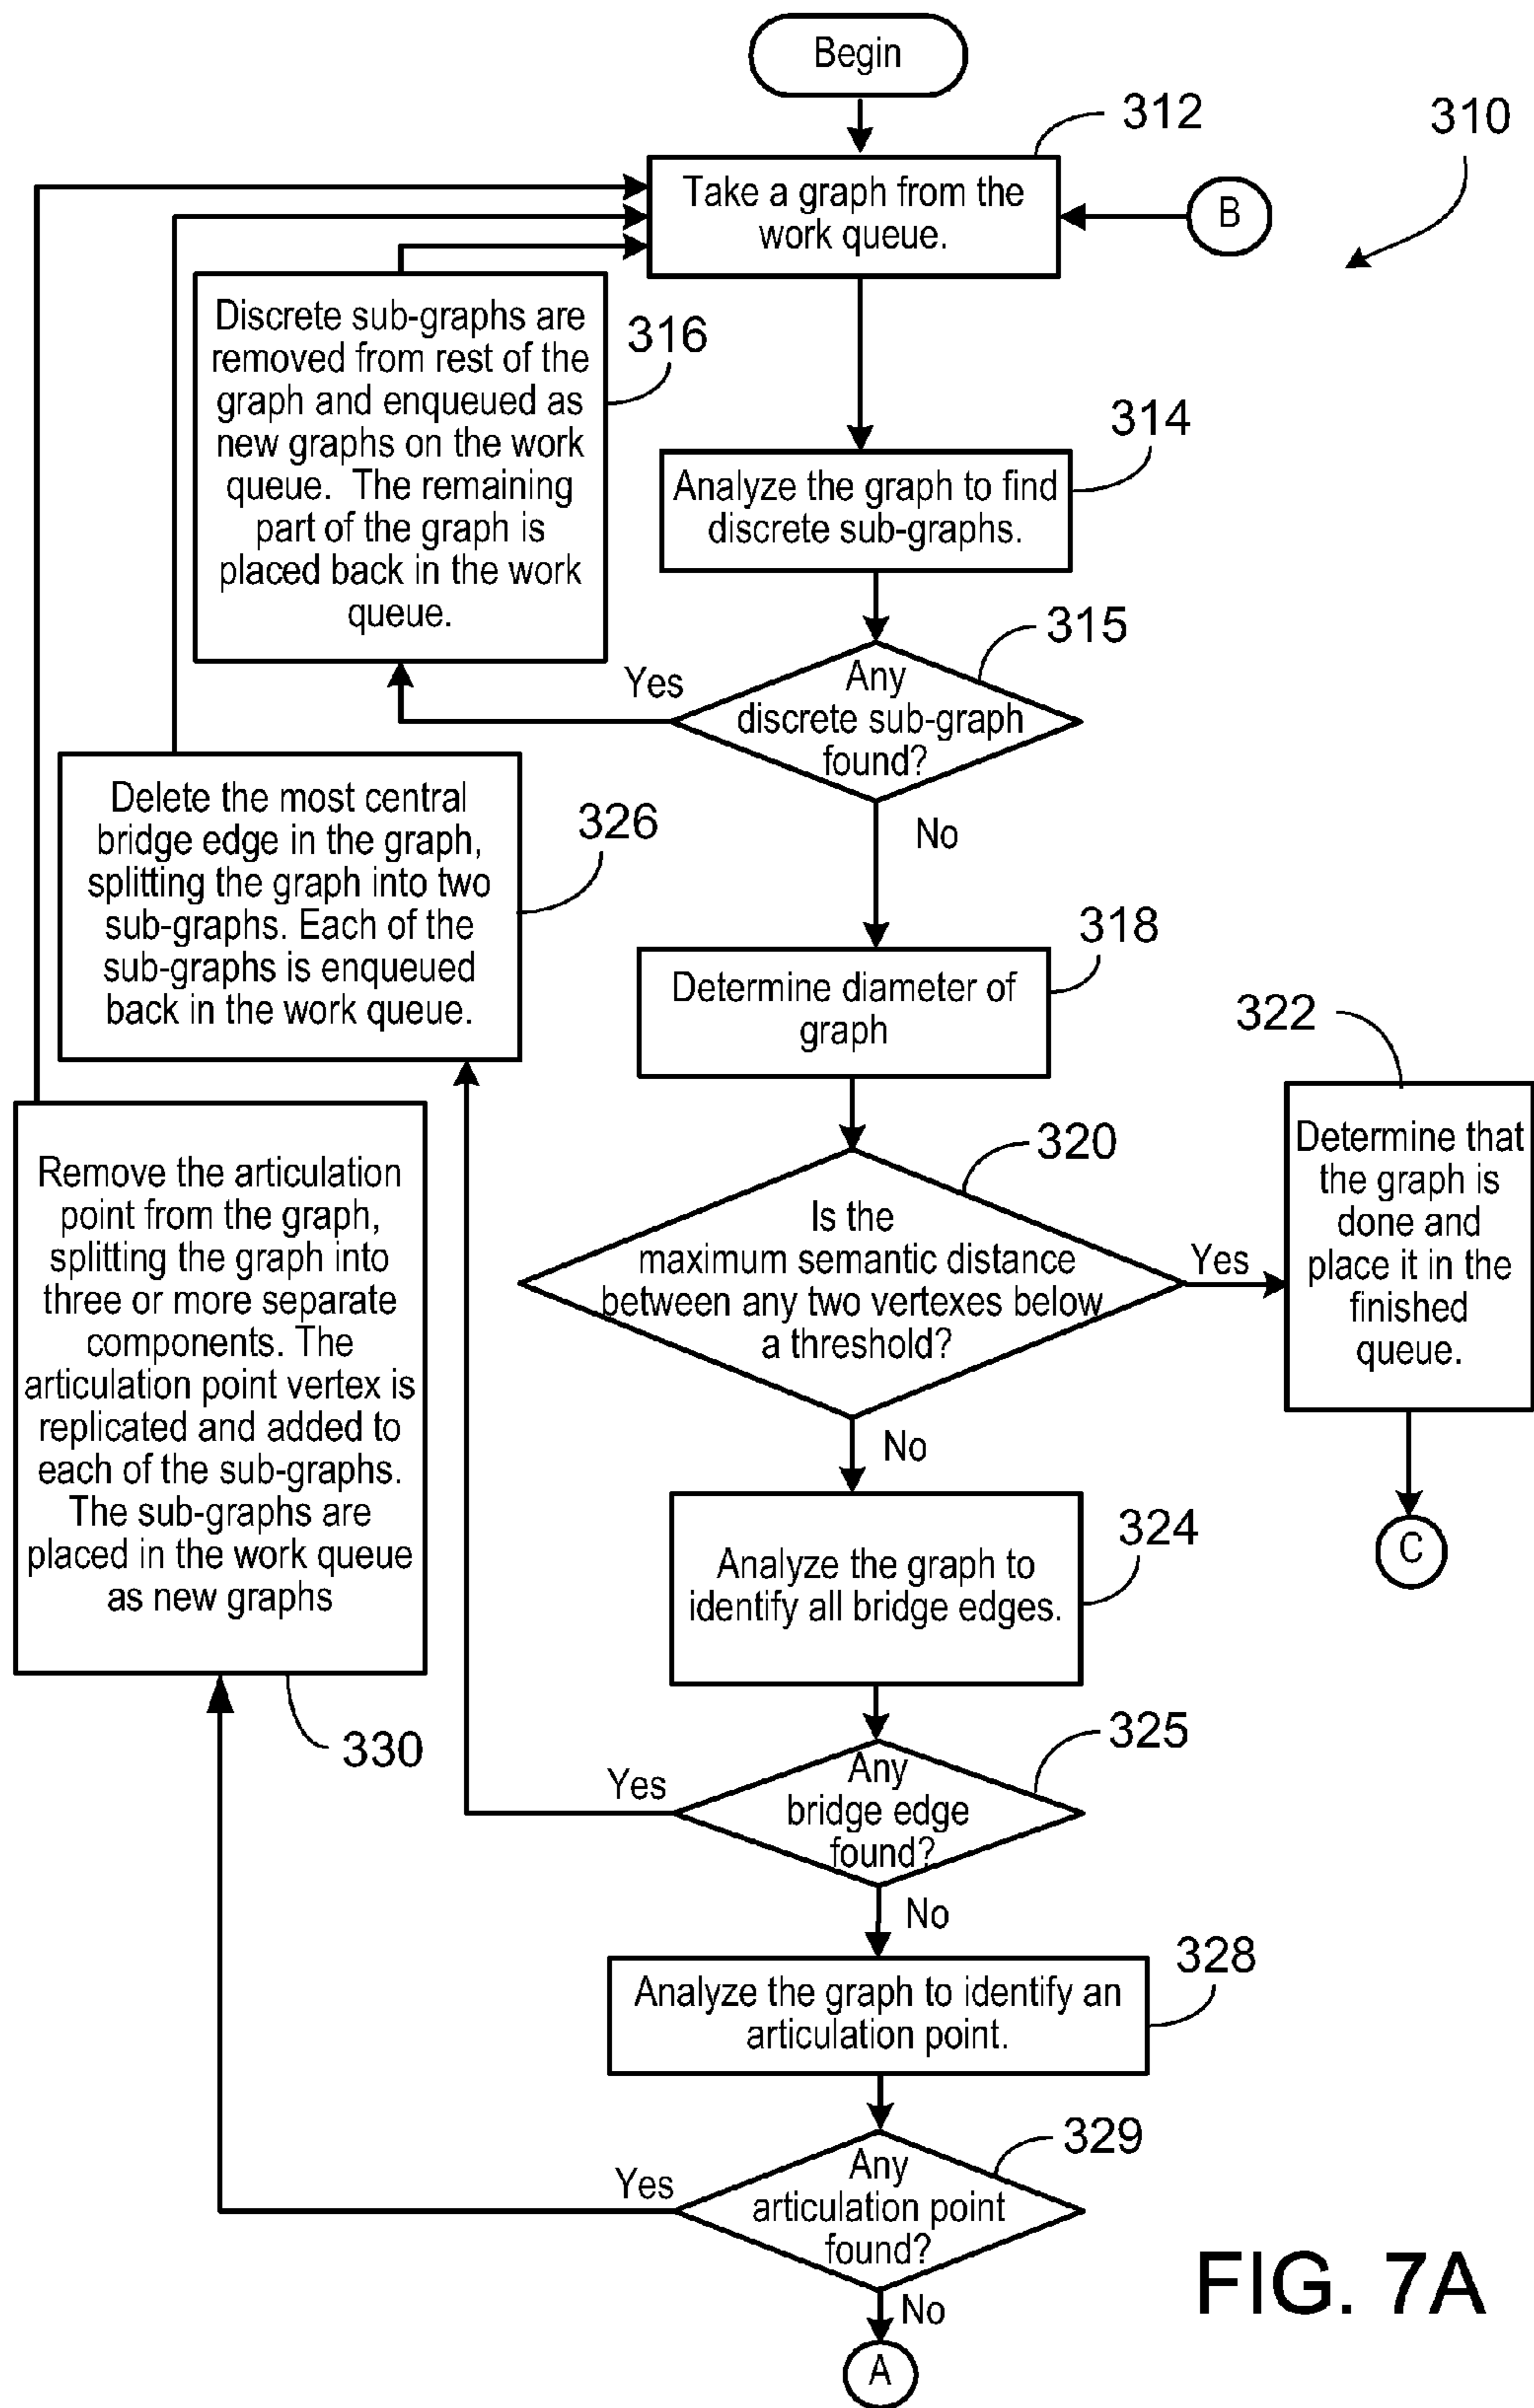 Begin
312
310
Take a graph from the
work queue.
B
Discrete sub-graphs are
removed from rest of the
graph and enqueued as
new graphs on the work
queue. The remaining
part of the graph is
placed back in the work
queue.
316
314
Analyze the graph to find
discrete sub-graphs.
315
Yes
Any
discrete sub-graph
found?
No
Delete the most central
bridge edge in the graph,
splitting the graph into two
sub-graphs. Each of the
sub-graphs is enqueued
back in the work queue.
326
318
Determine diameter of
graph
322
Determine that
the graph is
done and
place it in the
finished
queue.
320
Is the
maximum semantic distance
between any two vertexes below
a threshold?
Yes
No
C
Remove the articulation
point from the graph,
splitting the graph into
three or more separate
components. The
articulation point vertex is
replicated and added to
each of the sub-graphs.
The sub-graphs are
placed in the work queue
as new graphs
330
324
Analyze the graph to
identify all bridge edges.
325
Yes
Any
bridge edge
found?
No
328
Analyze the graph to identify an
articulation point.
329
Yes
Any
articulation point
found?
No
A
FIG. 7A